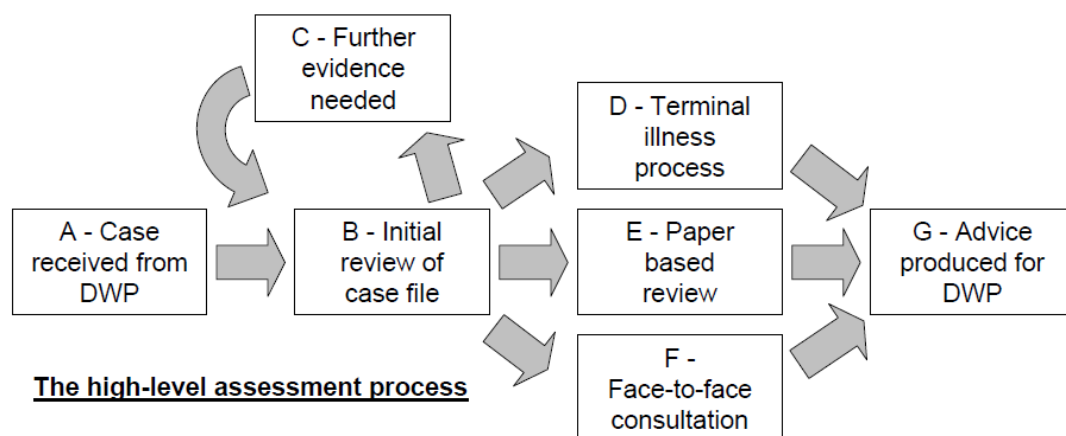 C - Further
evidence
needed
D - Terminal
illness
process
A - Case
received from
DWP
B - Initial
review of
case file
E - Paper
based
review
G - Advice
produced for
DWP
F -
Face-to-face
consultation
The high-level assessment process